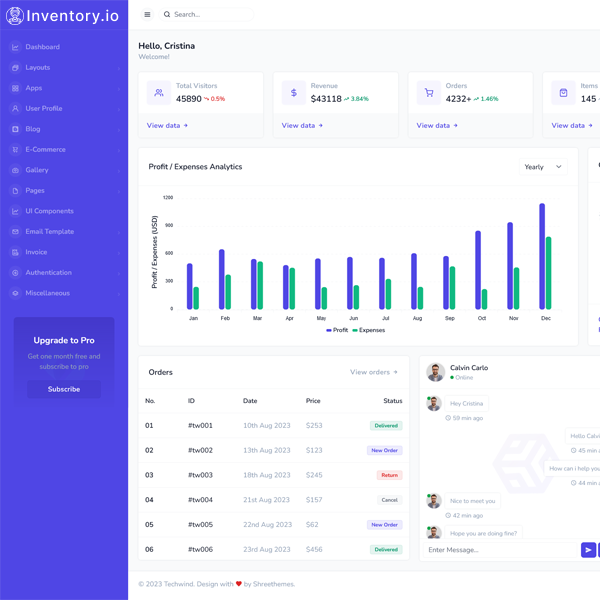 Inventory.io
Search...
Dashboard
Layouts
Apps
User Profile
Blog
E-Commerce
Gallery
Pages
UI Components
Email Template
Invoice
Authentication
Miscellaneous
Upgrade to Pro
Get one month free and
subscribe to pro
Subscribe
Hello, Cristina
Welcome!
Total Visitors
45890 0.5%
View data
Revenue
$43118 3.84%
View data
Orders
4232+ 1.46%
View data
Items
145
View data
Profit / Expenses Analytics
Yearly
Profit / Expenses (USD)
1200
900
600
300
0
Jan Feb Mar Apr May Jun Jul Aug Sep Oct Nov Dec
Profit Expenses
Orders View orders
No. ID Date Price Status
01 #tw001 10th Aug 2023 $253 Delivered
02 #tw002 13th Aug 2023 $123 New Order
03 #tw003 18th Aug 2023 $245 Return
04 #tw004 21st Aug 2023 $157 Cancel
05 #tw005 22nd Aug 2023 $62 New Order
06 #tw006 23rd Aug 2023 $456 Delivered
Calvin Carlo
Online
Hey Cristina
59 min ago
Hello Calvi
45 min a
How can i help you
44 min a
Nice to meet you
42 min ago
Hope you are doing fine?
Enter Message...
© 2023 Techwind. Design with ❤ by Shreethemes.